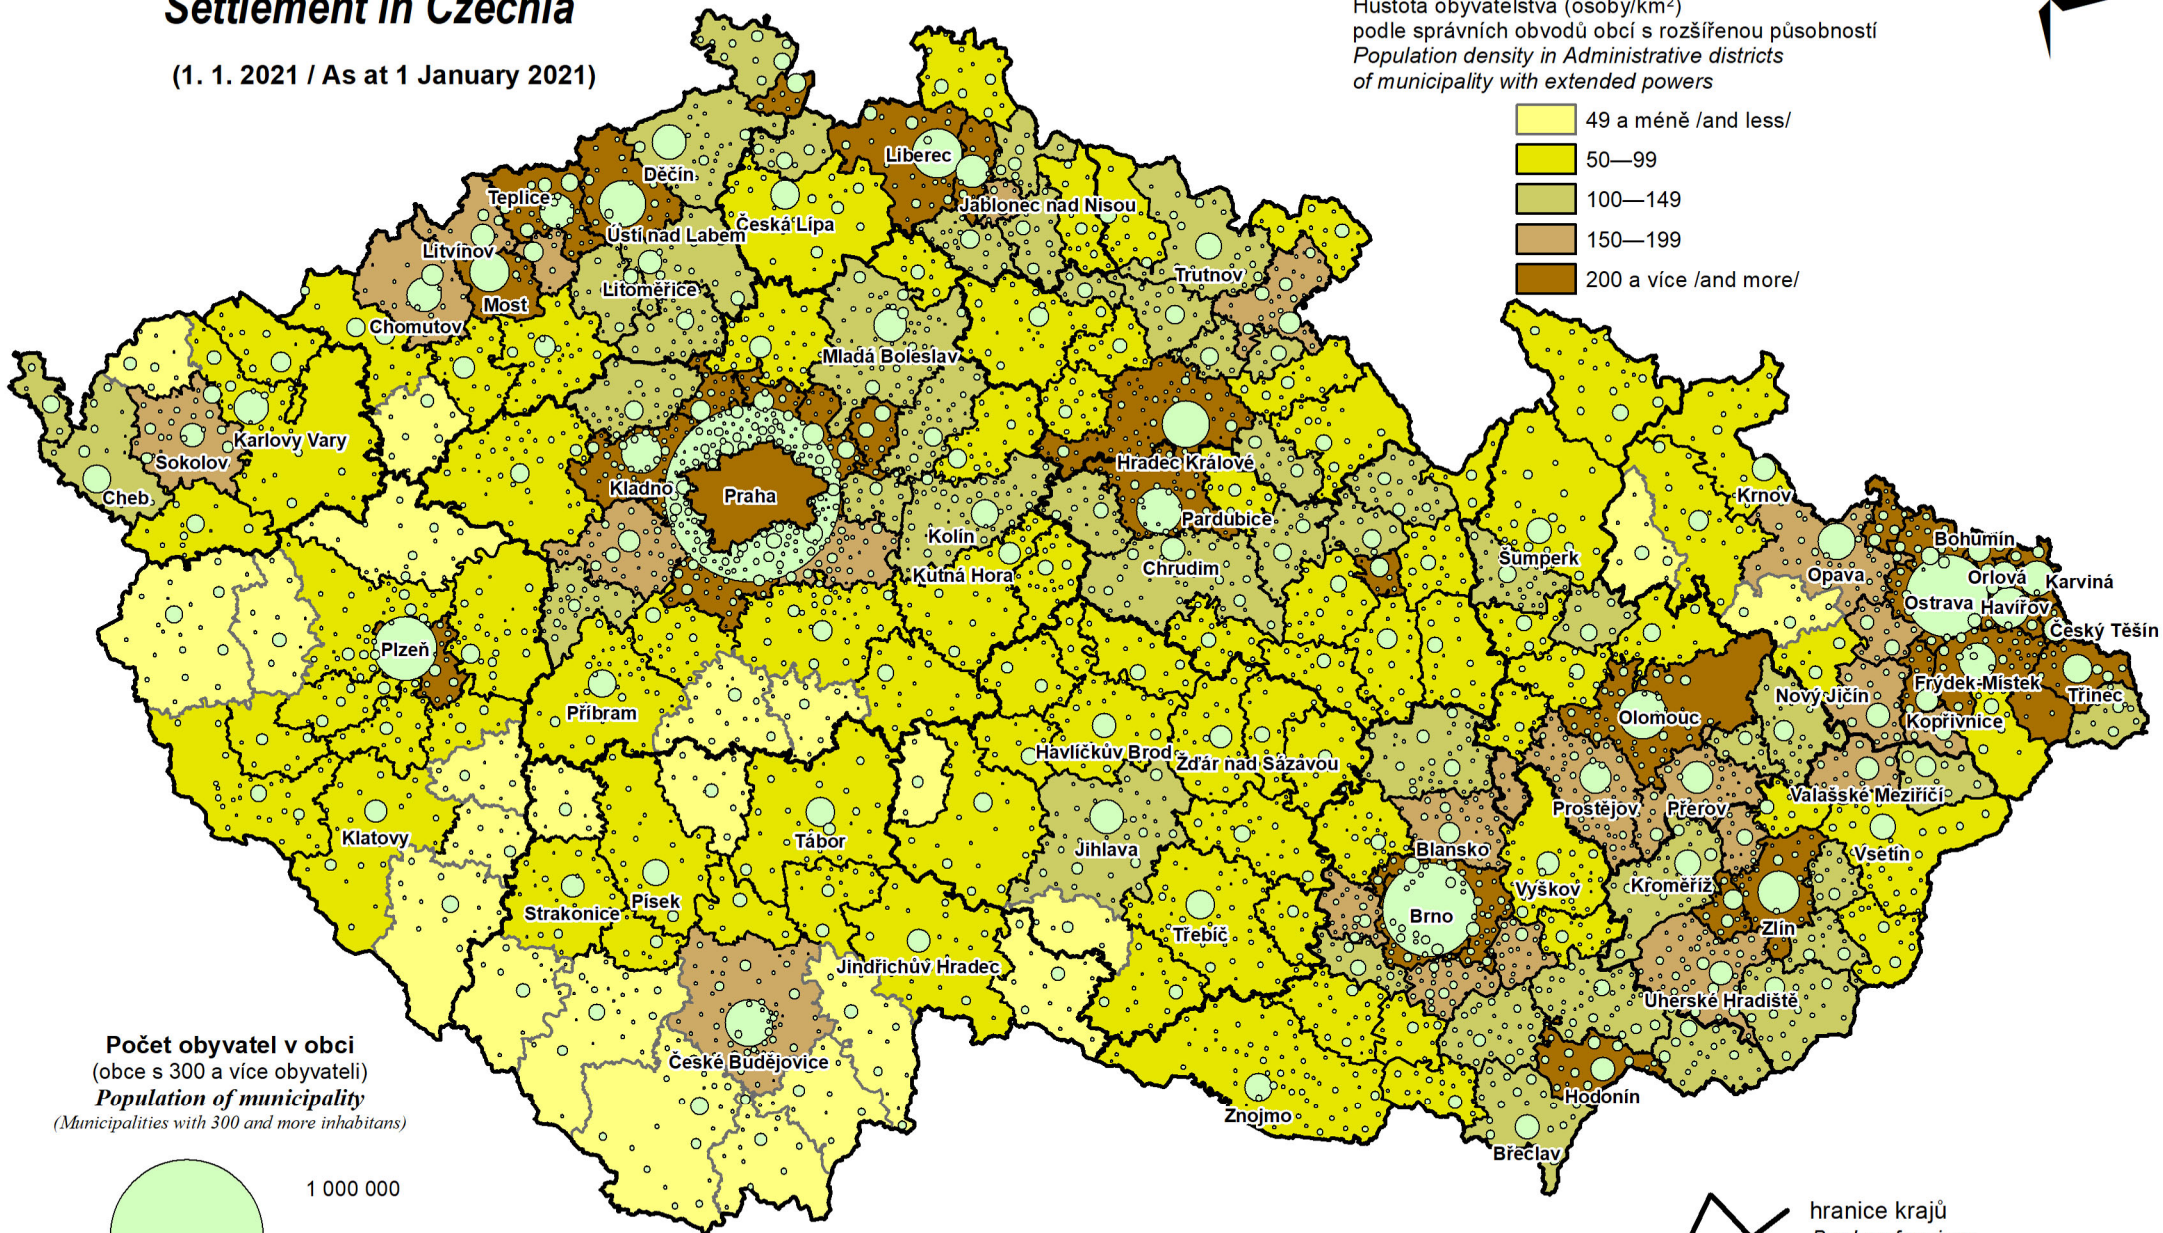 Settlement in Czechia
(1. 1. 2021 / As at 1 January 2021)
Hustota obyvatelstva (osoby/km²)
podle správních obvodů obcí s rozšířenou působností
Population density in Administrative districts
of municipality with extended powers
49 a méně /and less/
50—99
100—149
150—199
200 a více /and more/
Děčín
Liberec
Teplice
Jablonec nad Nisou
Česká Lípa
Ústí nad Labem
Litvínov
Trutnov
Litoměřice
Most
Chomutov
Mladá Boleslav
Karlovy Vary
Sokolov
Hradec Králové
Kladno
Praha
Cheb
Krnov
Pardubice
Kolín
Bohumín
Šumperk
Chrudim
Kutná Hora
Opava
Orlová
Karviná
Ostrava
Havířov
Český Těšín
Plzeň
Frýdek-Místek
Nový Jičín
Třinec
Příbram
Olomouc
Kopřivnice
Havlíčkův Brod
Žďár nad Sázavou
Valašské Meziříčí
Prostějov
Přerov
Klatovy
Tábor
Jihlava
Blansko
Vsetín
Kroměříž
Vyškov
Písek
Strakonice
Brno
Zlín
Třebíč
Jindřichův Hradec
Uherské Hradiště
České Budějovice
Hodonín
Znojmo
Břeclav
Počet obyvatel v obci
(obce s 300 a více obyvateli)
Population of municipality
(Municipalities with 300 and more inhabitans)
1 000 000
hranice krajů